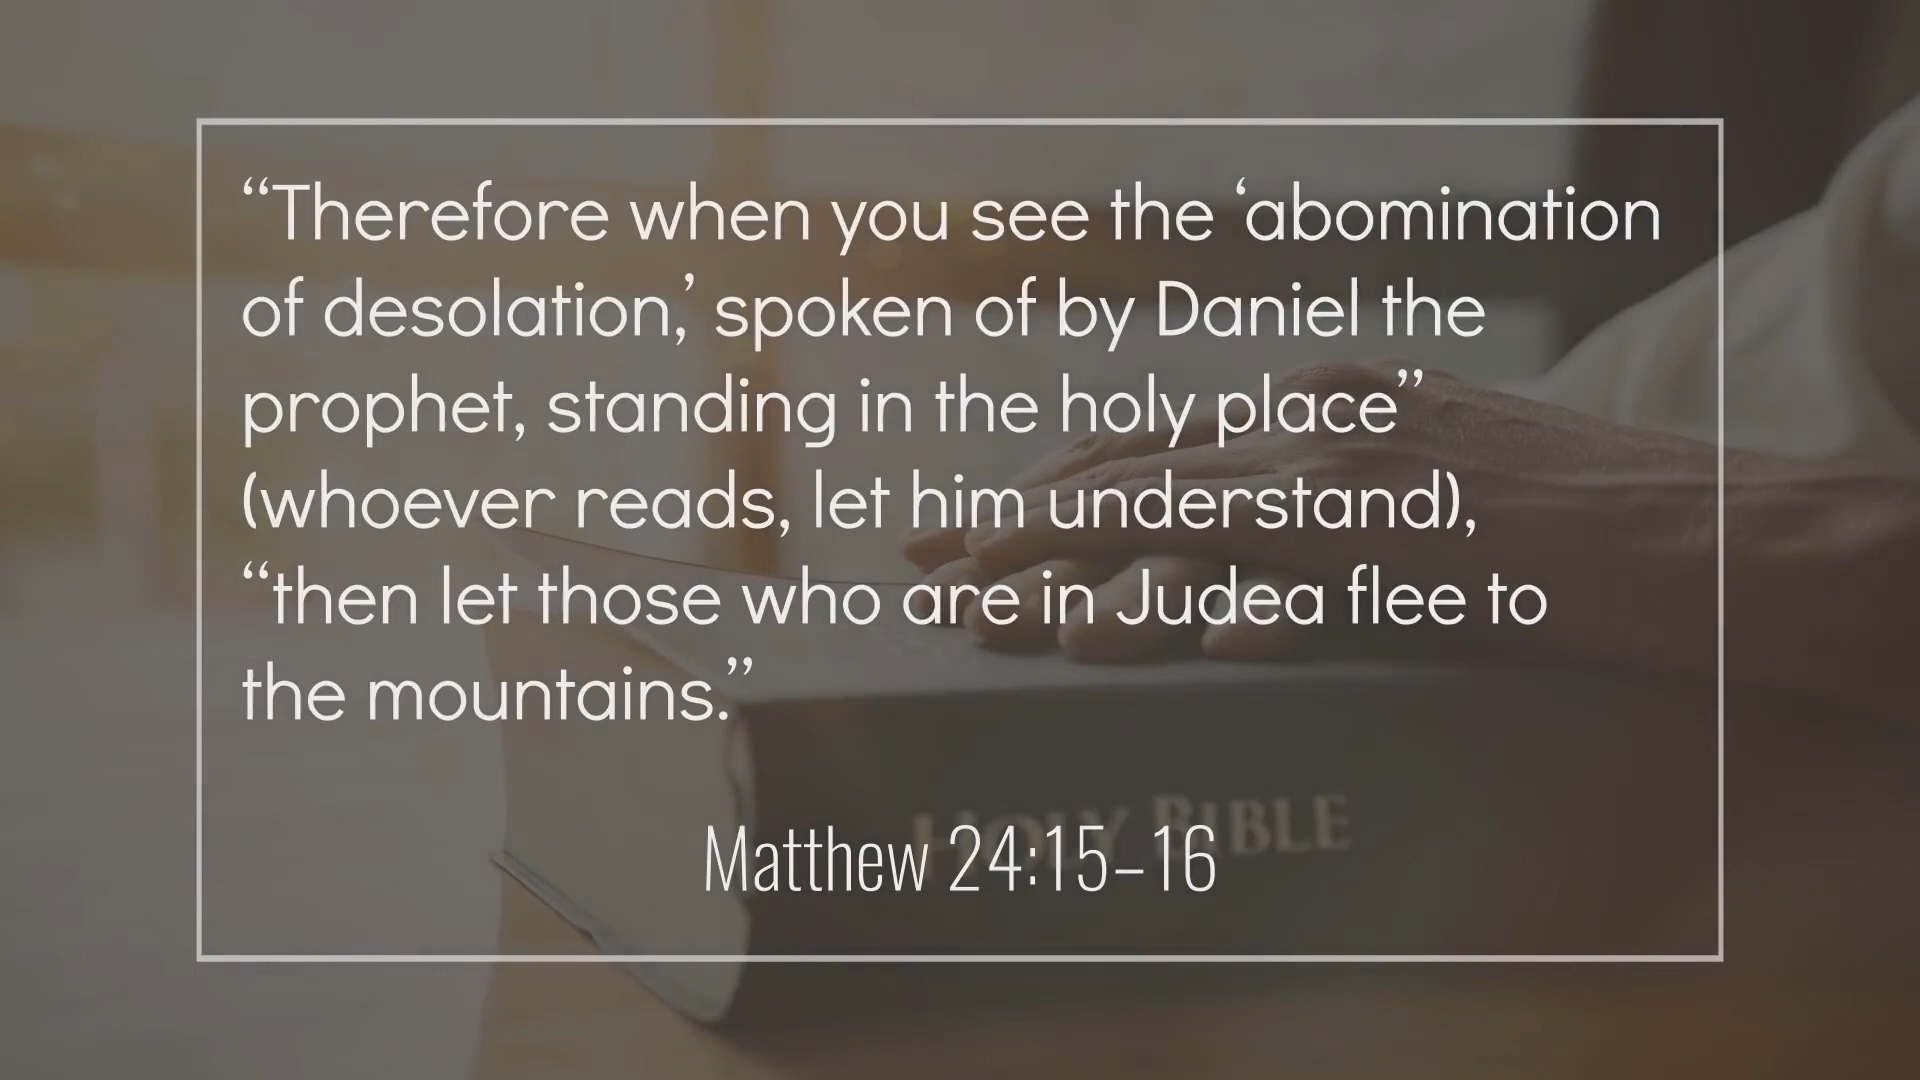 “Therefore when you see the ‘abomination
of desolation,’ spoken of by Daniel the
prophet, standing in the holy place”
(whoever reads, let him understand),
“then let those who are in Judea flee to
the mountains.”
HOLY BIBLE
Matthew 24:15–16